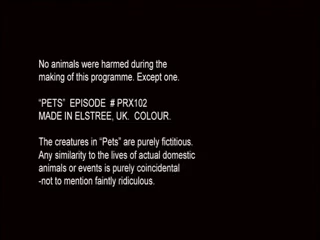 No animals were harmed during the
making of this programme. Except one.
“PETS” EPISODE # PRX102
MADE IN ELSTREE, UK. COLOUR.
The creatures in “Pets” are purely fictitious.
Any similarity to the lives of actual domestic
animals or events is purely coincidental
-not to mention faintly ridiculous.